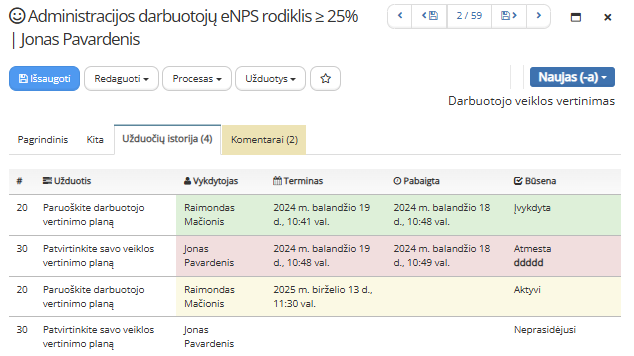 Administracijos darbuotojų eNPS rodiklis ≥ 25%
| Jonas Pavardenis
2 / 59
Išsaugoti Redaguoti Procesas Užduotys Naujas (-a)
Darbuotojo veiklos vertinimas
Pagrindinis Kita Užduočių istorija (4) Komentarai (2)
# Užduotis Vykdytojas Terminas Pabaigta Būsena
20 Paruoškite darbuotojo Raimondas 2024 m. balandžio 19 2024 m. balandžio 18 Įvykdyta
vertinimo planą Mačionis d., 10:41 val. d., 10:48 val.
30 Patvirtinkite savo veiklos Jonas 2024 m. balandžio 19 2024 m. balandžio 18 Atmesta
vertinimo planą Pavardenis d., 10:48 val. d., 10:49 val. ddddd
20 Paruoškite darbuotojo Raimondas 2025 m. birželio 13 d., Aktyvi
vertinimo planą Mačionis 11:30 val.
30 Patvirtinkite savo veiklos Jonas Neprasidėjusi
vertinimo planą Pavardenis